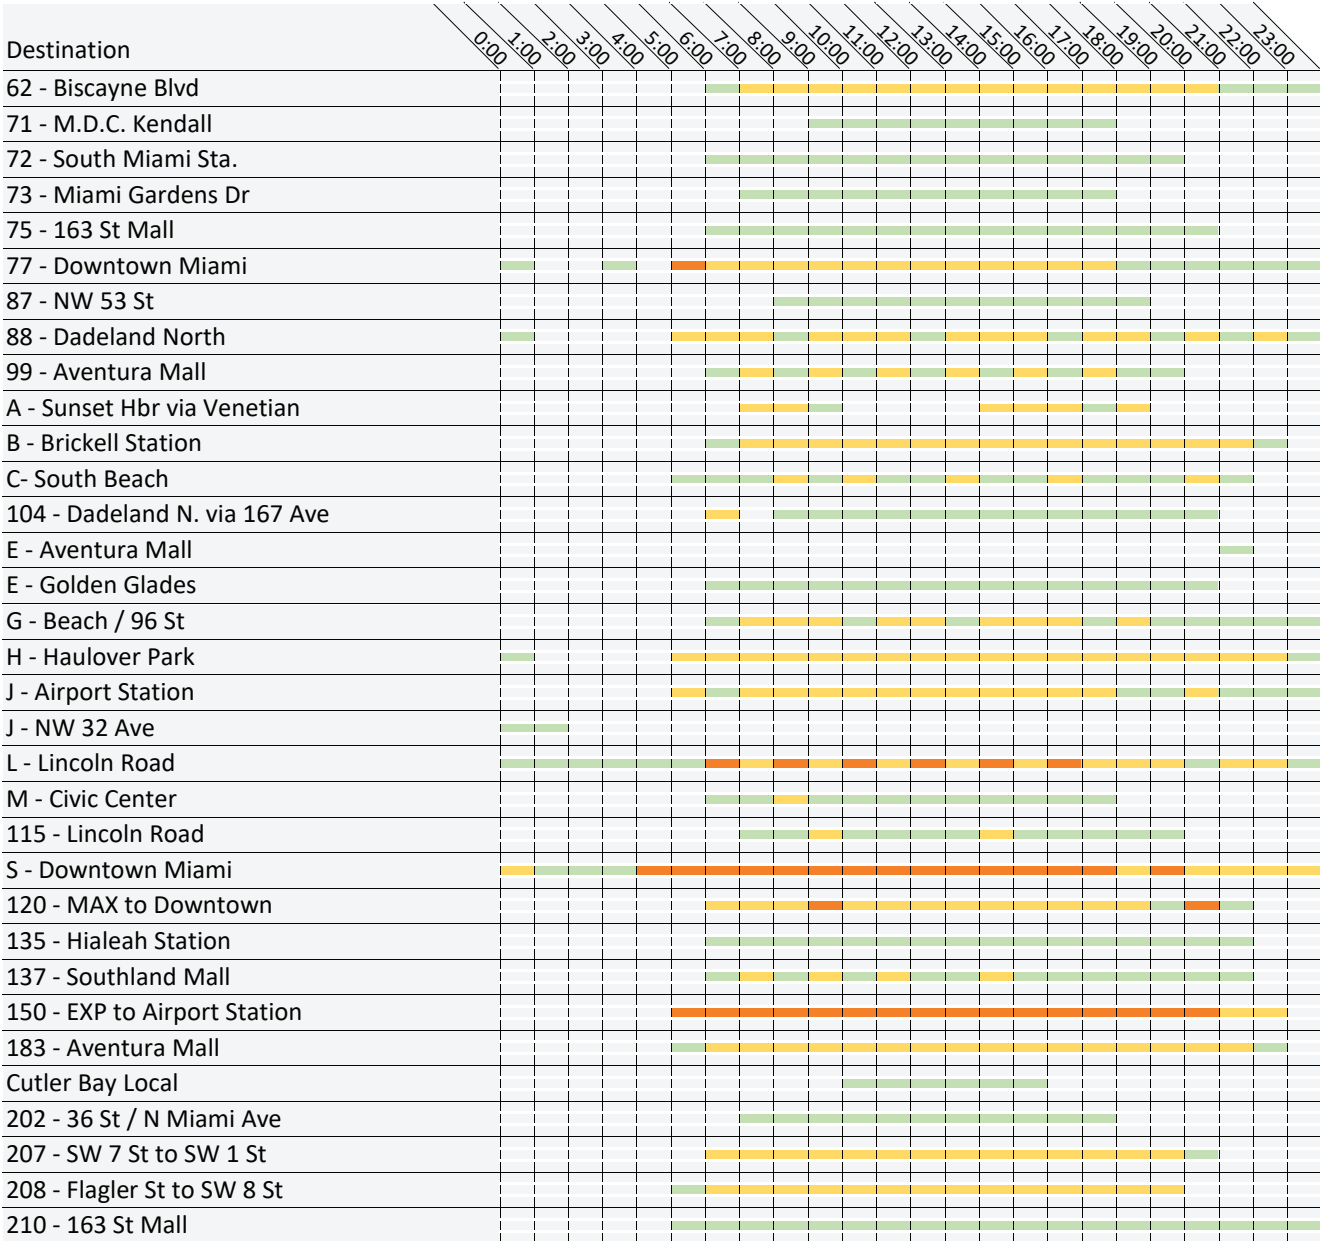 Destination 0:00 1:00 2:00 3:00 4:00 5:00 6:00 7:00 8:00 9:00 10:00 11:00 12:00 13:00 14:00 15:00 16:00 17:00 18:00 19:00 20:00 21:00 22:00 23:00
62 - Biscayne Blvd
71 - M.D.C. Kendall
72 - South Miami Sta.
73 - Miami Gardens Dr
75 - 163 St Mall
77 - Downtown Miami
87 - NW 53 St
88 - Dadeland North
99 - Aventura Mall
A - Sunset Hbr via Venetian
B - Brickell Station
C- South Beach
104 - Dadeland N. via 167 Ave
E - Aventura Mall
E - Golden Glades
G - Beach / 96 St
H - Haulover Park
J - Airport Station
J - NW 32 Ave
L - Lincoln Road
M - Civic Center
115 - Lincoln Road
S - Downtown Miami
120 - MAX to Downtown
135 - Hialeah Station
137 - Southland Mall
150 - EXP to Airport Station
183 - Aventura Mall
Cutler Bay Local
202 - 36 St / N Miami Ave
207 - SW 7 St to SW 1 St
208 - Flagler St to SW 8 St
210 - 163 St Mall